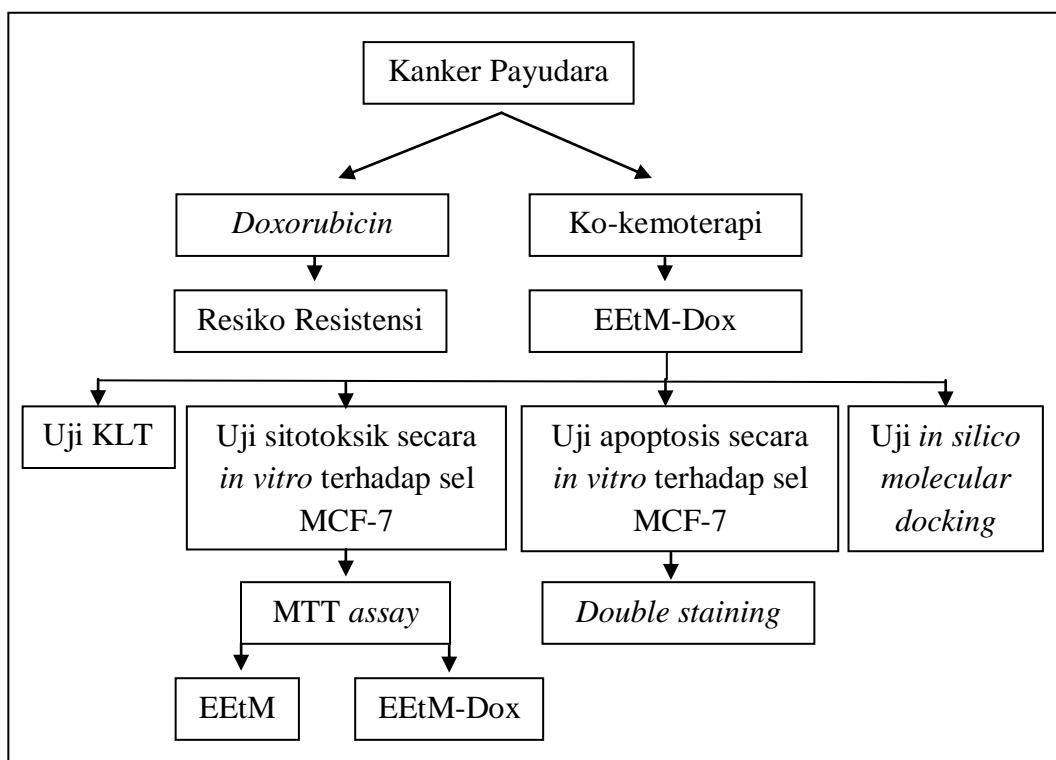 Kanker Payudara
Doxorubicin
Ko-kemoterapi
Resiko Resistensi
EEtM-Dox
Uji KLT
Uji sitotoksik secara
in vitro terhadap sel
MCF-7
Uji apoptosis secara
in vitro terhadap sel
MCF-7
Uji in silico
molecular
docking
MTT assay
Double staining
EEtM
EEtM-Dox